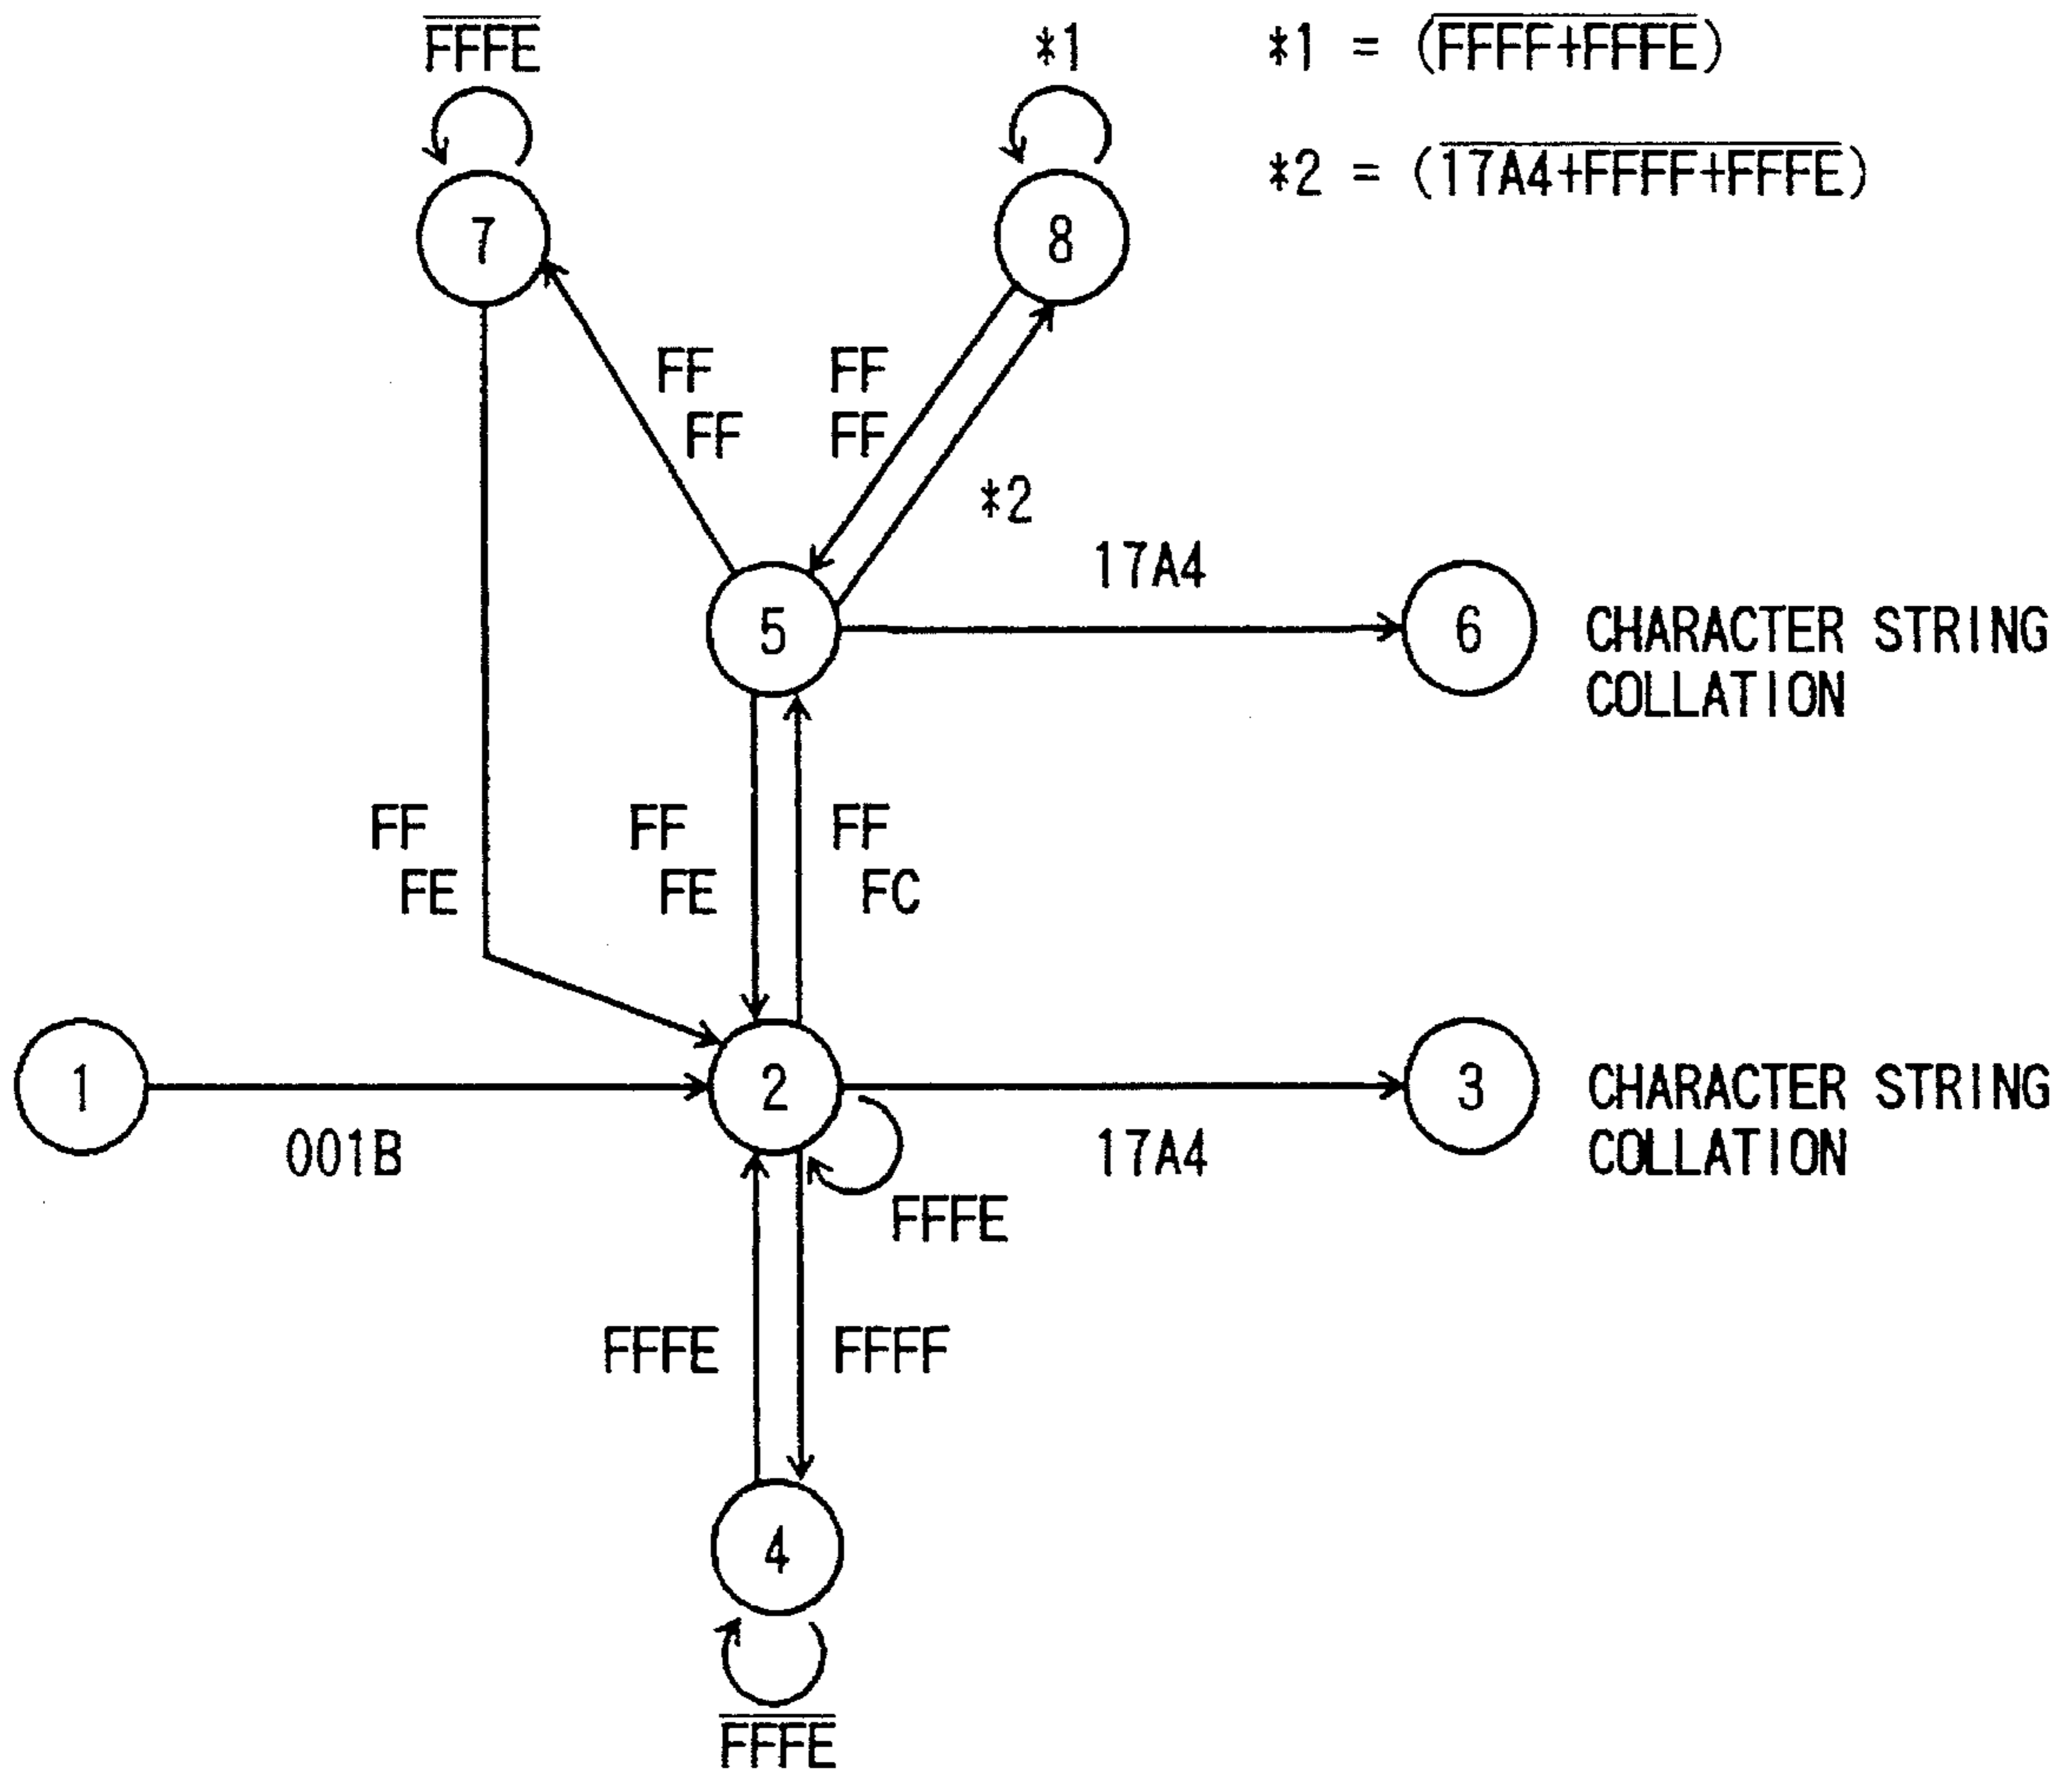 FFFE
*1
*1 = (FFFF+FFFE)
*2 = (17A4+FFFF+FFFE)
7
8
FF
FF
FF
FF
*2
17A4
5
6
CHARACTER STRING
COLLATION
FF
FE
FF
FE
FF
FC
1
2
3
CHARACTER STRING
COLLATION
001B
17A4
FFFE
FFFE
FFFF
4
FFFE